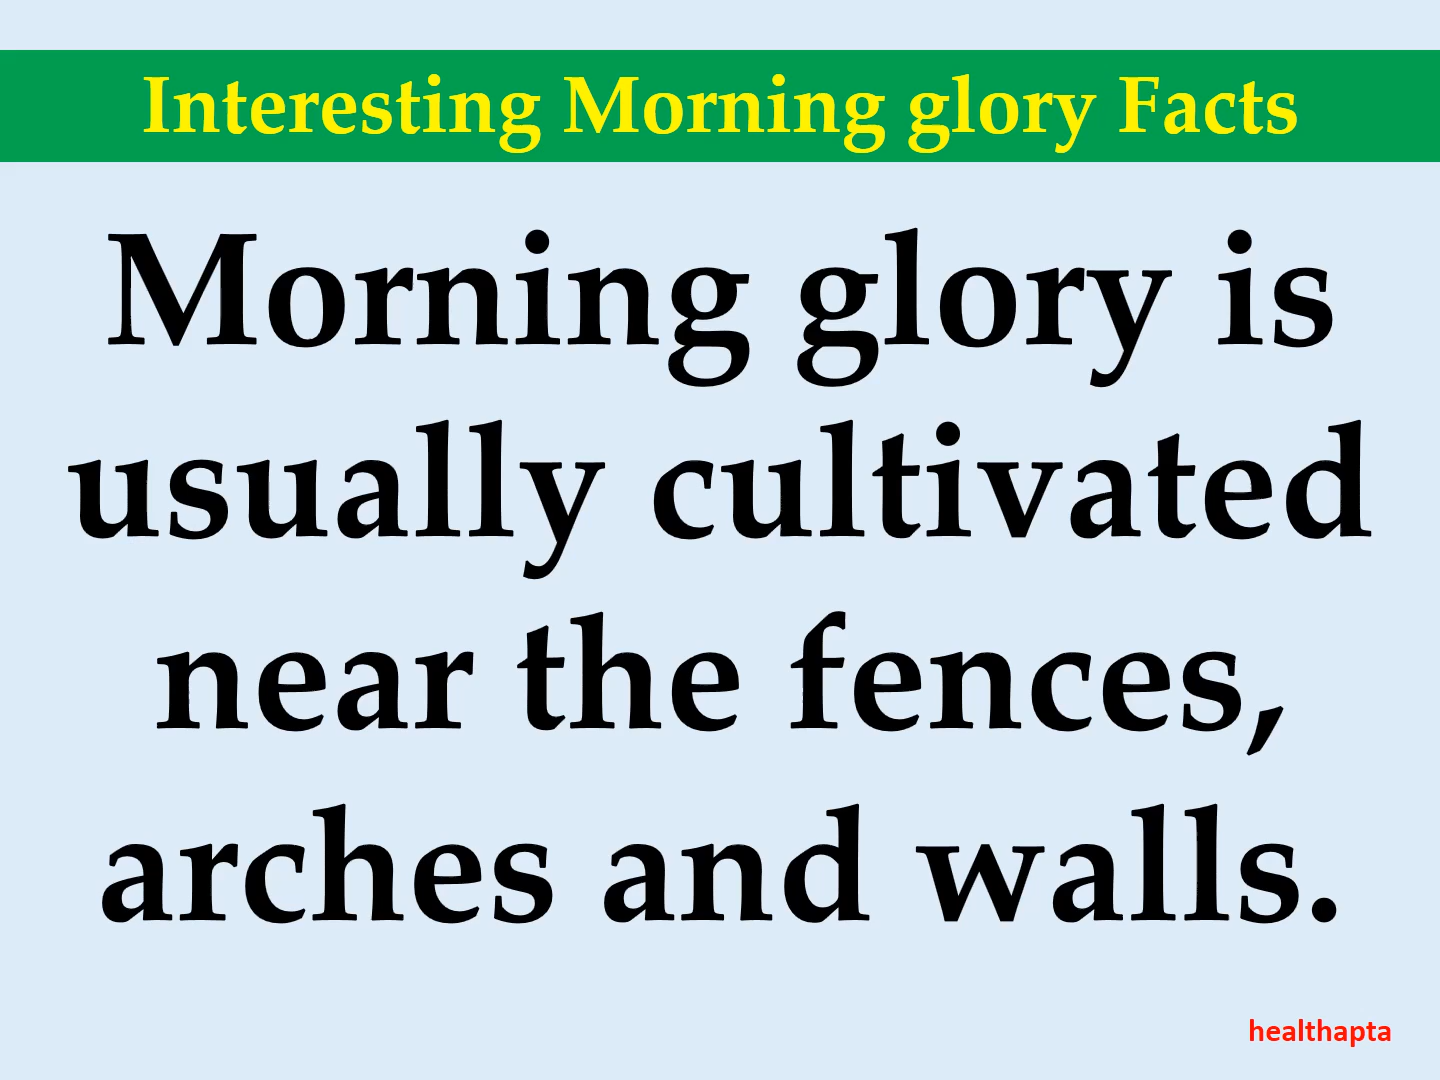 Interesting Morning glory Facts
Morning glory is
usually cultivated
near the fences,
arches and walls.
healthapta